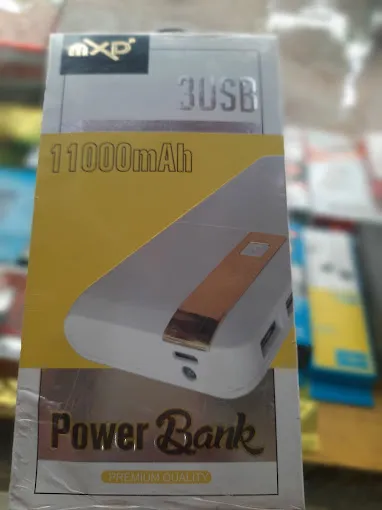 mXP
3USB
11000mAh
Power Bank
PREMIUM QUALITY